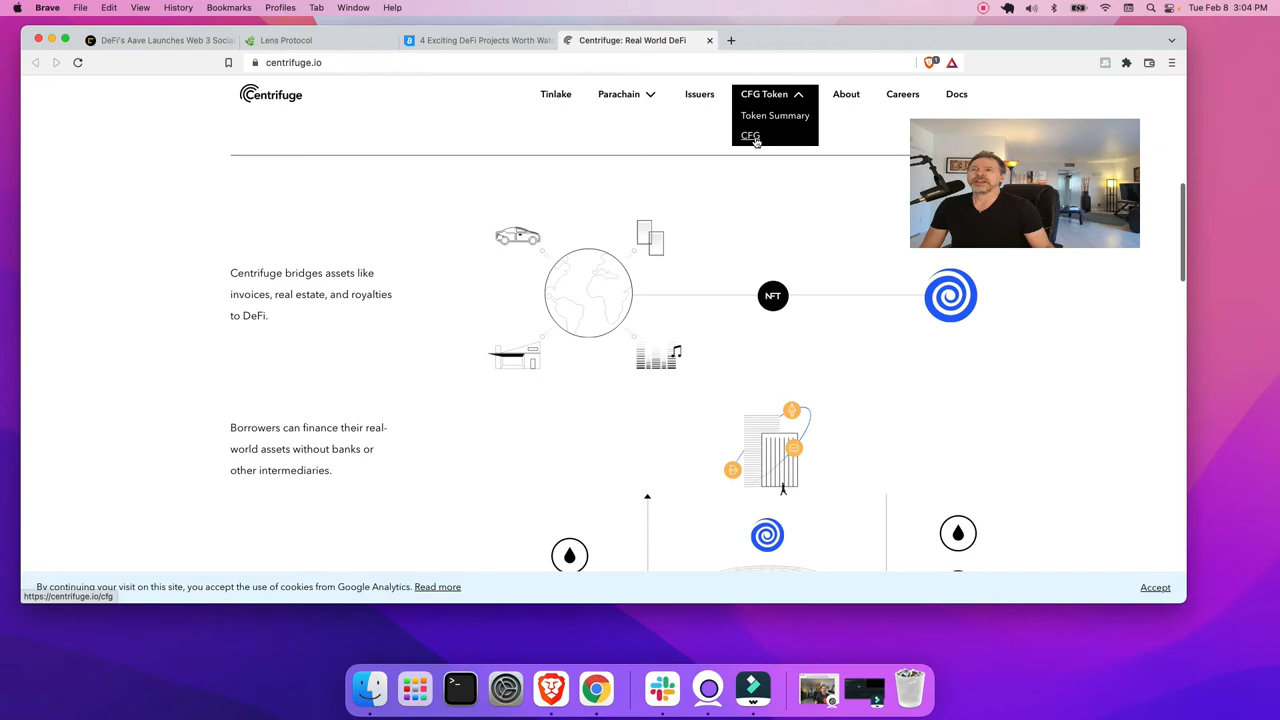 Brave File Edit View History Bookmarks Profiles Tab Window Help Tue Feb 8 3:04 PM
DeFi's Aave Launches Web 3 Socia Lens Protocol 4 Exciting DeFi Projects Worth Wat Centrifuge: Real World DeFi
centrifuge.io 1
Centrifuge Tinlake Parachain Issuers CFG Token About Careers Docs
Token Summary
CFG
Centrifuge bridges assets like
invoices, real estate, and royalties
to DeFi.
NFT
Borrowers can finance their real-
world assets without banks or
other intermediaries.
By continuing your visit on this site, you accept the use of cookies from Google Analytics. Read more Accept
https://centrifuge.io/cfg